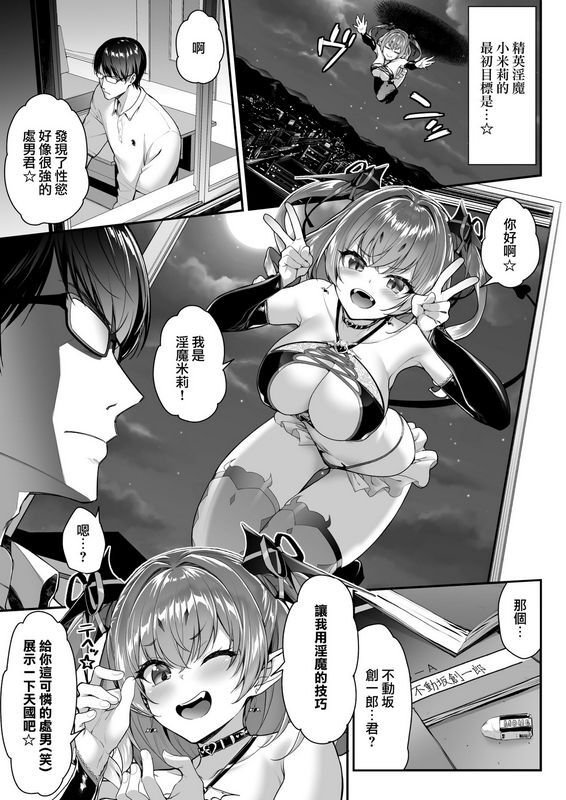 精英淫魔
小米莉的
最初目標是…☆
啊
發現了性慾
好像很強的
處男君☆
你好啊☆
我是
淫魔米莉！
嗯…？
那個…
不動坂創一郎
不動坂
創一郎…君？
MONO
讓我用淫魔的技巧
給你這可憐的處男(笑)
展示一下天國吧☆